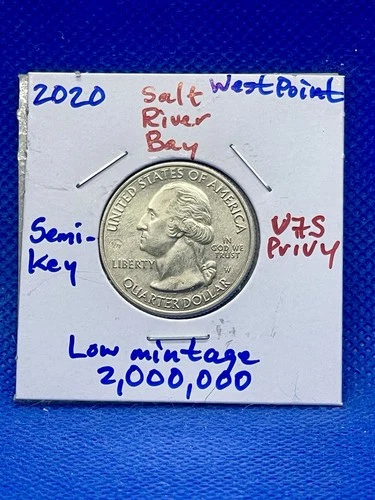 2020
Salt
River
Bay
West Point
UNITED STATES OF AMERICA
IN
GOD WE
TRUST
LIBERTY
W
QUARTER DOLLAR
Semi-
Key
V75
Privy
Low mintage
2,000,000